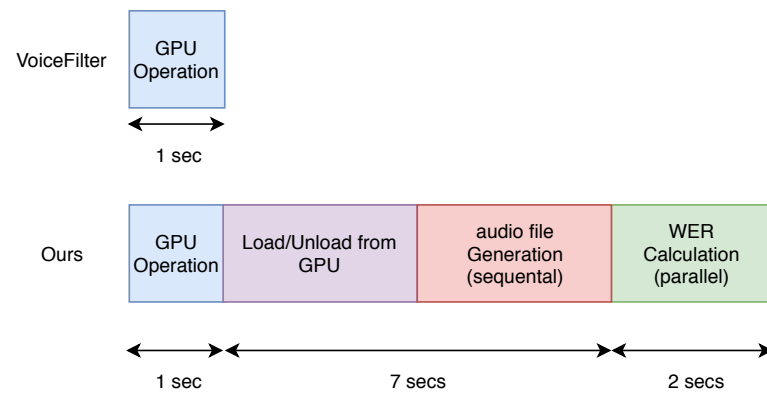 VoiceFilter
GPU
Operation
1 sec
Ours
GPU
Operation
Load/Unload from
GPU
audio file
Generation
(sequental)
WER
Calculation
(parallel)
1 sec
7 secs
2 secs